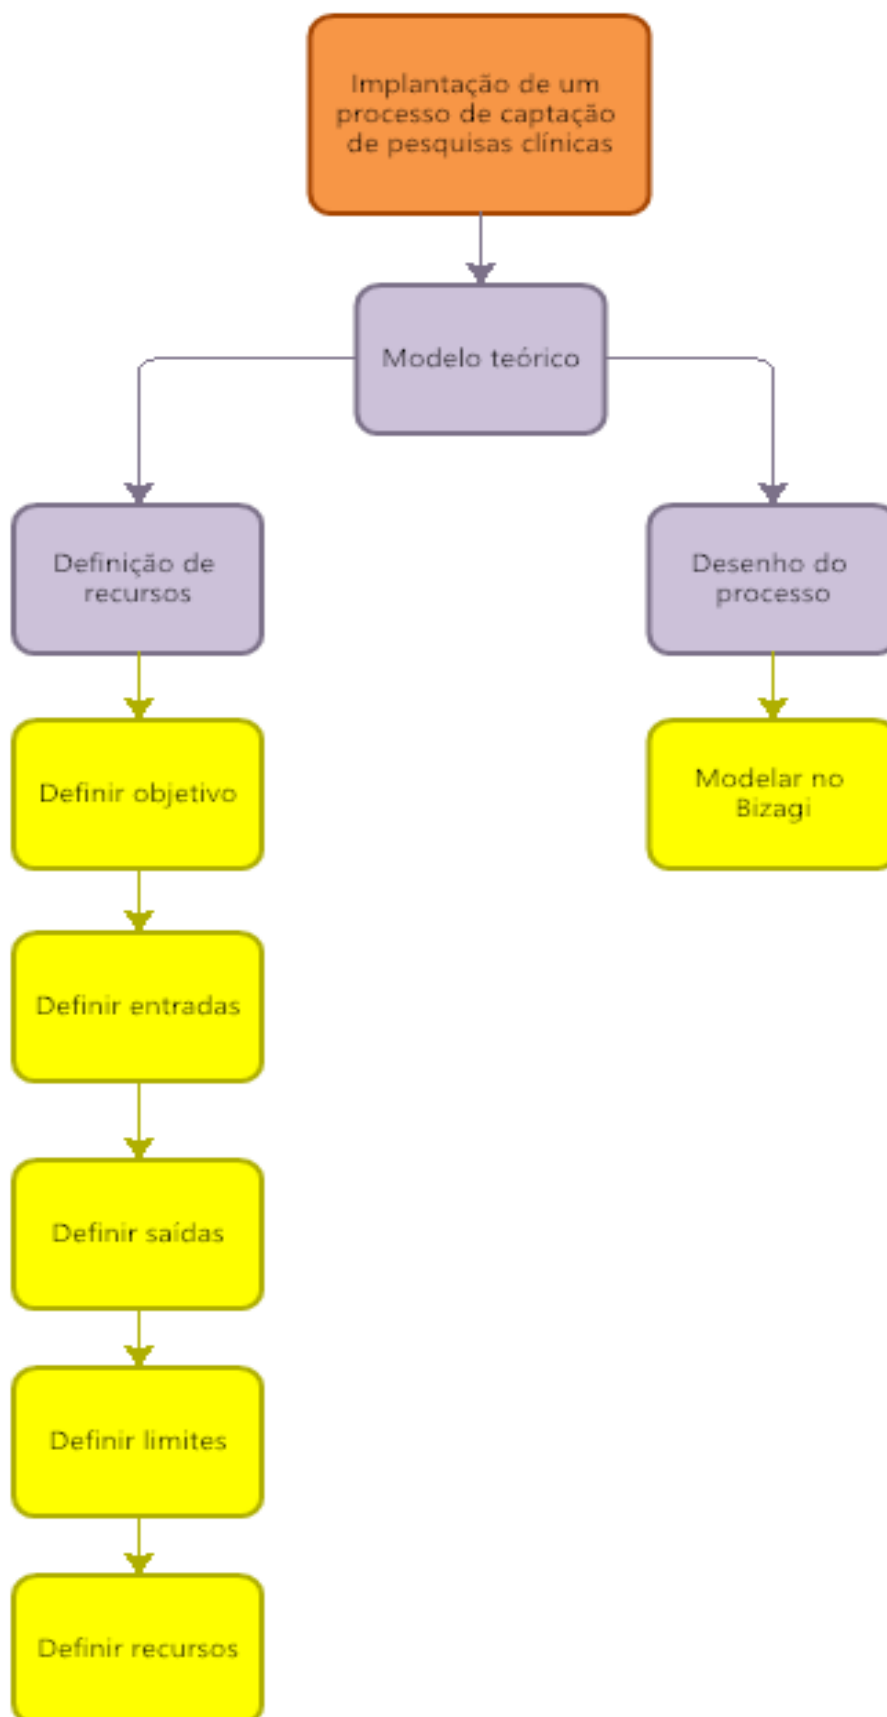 Implantação de um
processo de captação
de pesquisas clínicas
Modelo teórico
Definição de
recursos
Desenho do
processo
Definir objetivo
Modelar no
Bizagi
Definir entradas
Definir saídas
Definir limites
Definir recursos